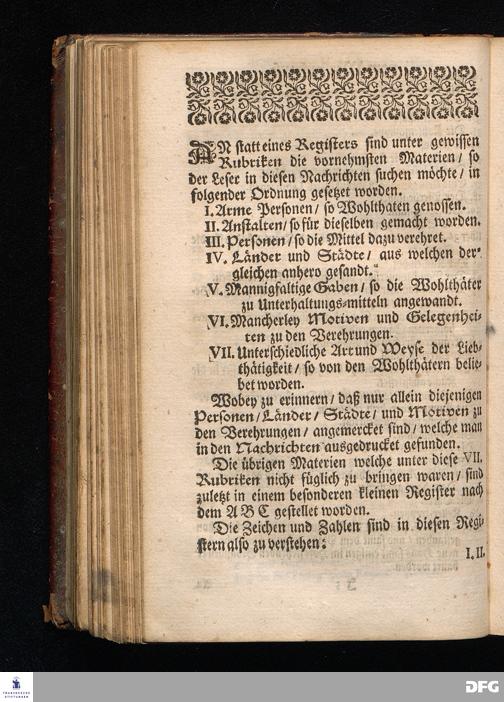 AN statt eines Registers sind unter gewissen
Rubriken die vornehmsten Materien / so
der Leser in diesen Nachrichten suchen möchte / in
folgender Ordnung gesetzet worden.
I. Arme Personen / so Wohlthaten genossen.
II. Anstalten / so für dieselben gemacht worden.
III. Personen / so die Mittel dazu verehret.
IV. Länder und Städte / aus welchen der-
gleichen anhero gesandt.
V. Mannigfaltige Gaben / so die Wohlthäter
zu Unterhaltungs-mitteln angewandt.
VI. Mancherley Motiven und Gelegenhei-
ten zu den Verehrungen.
VII. Unterschiedliche Art und Weyse der Lieb-
thätigkeit / so von den Wohlthätern belie-
bet worden.
Wobey zu erinnern / daß nur allein diejenigen
Personen / Länder / Städte / und Motiven zu
den Verehrungen / angemercket sind / welche man
in den Nachrichten ausgedrucket gefunden.
Die übrigen Materien welche unter diese VII.
Rubriken nicht füglich zu bringen waren / sind
zuletzt in einem besonderen kleinen Register nach
dem A B C gestellet worden.
Die Zeichen und Zahlen sind in diesen Regi-
stern also zu verstehen:
I. II.
FRANCKESCHE
STIFTUNGEN
DFG